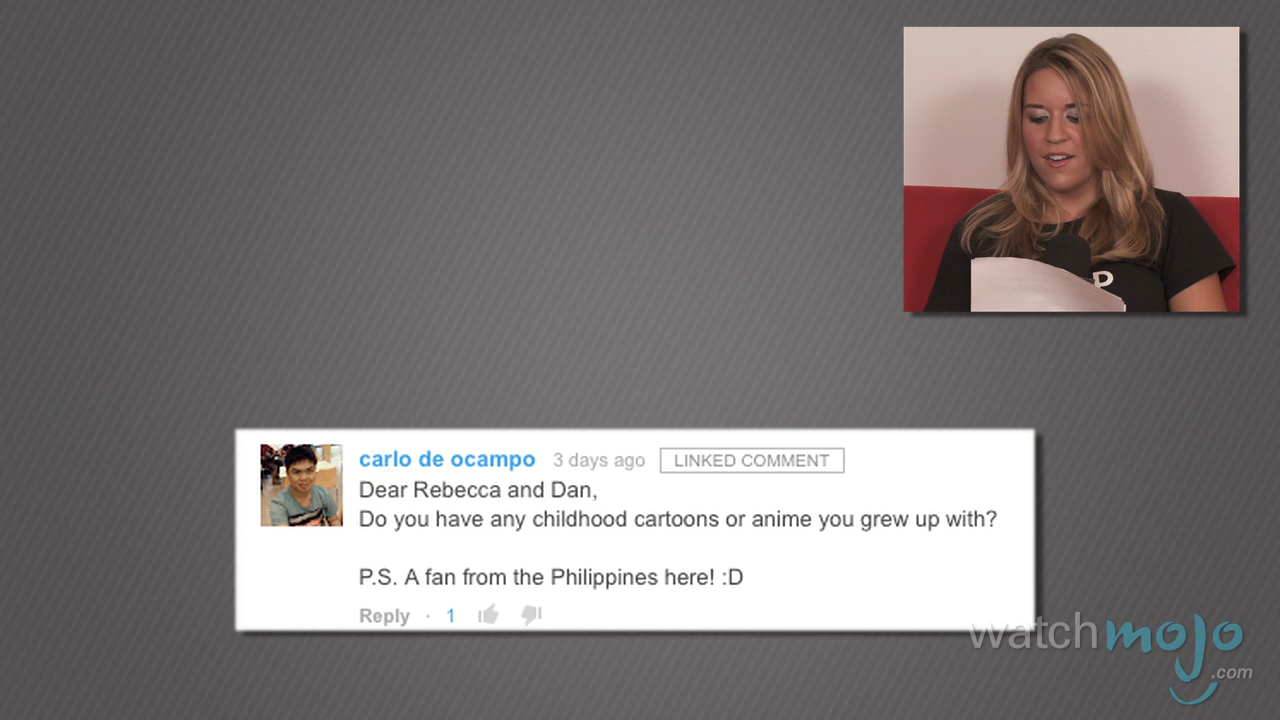 P
carlo de ocampo 3 days ago LINKED COMMENT
Dear Rebecca and Dan,
Do you have any childhood cartoons or anime you grew up with?
P.S. A fan from the Philippines here! :D
Reply · 1
watchmojo
.com